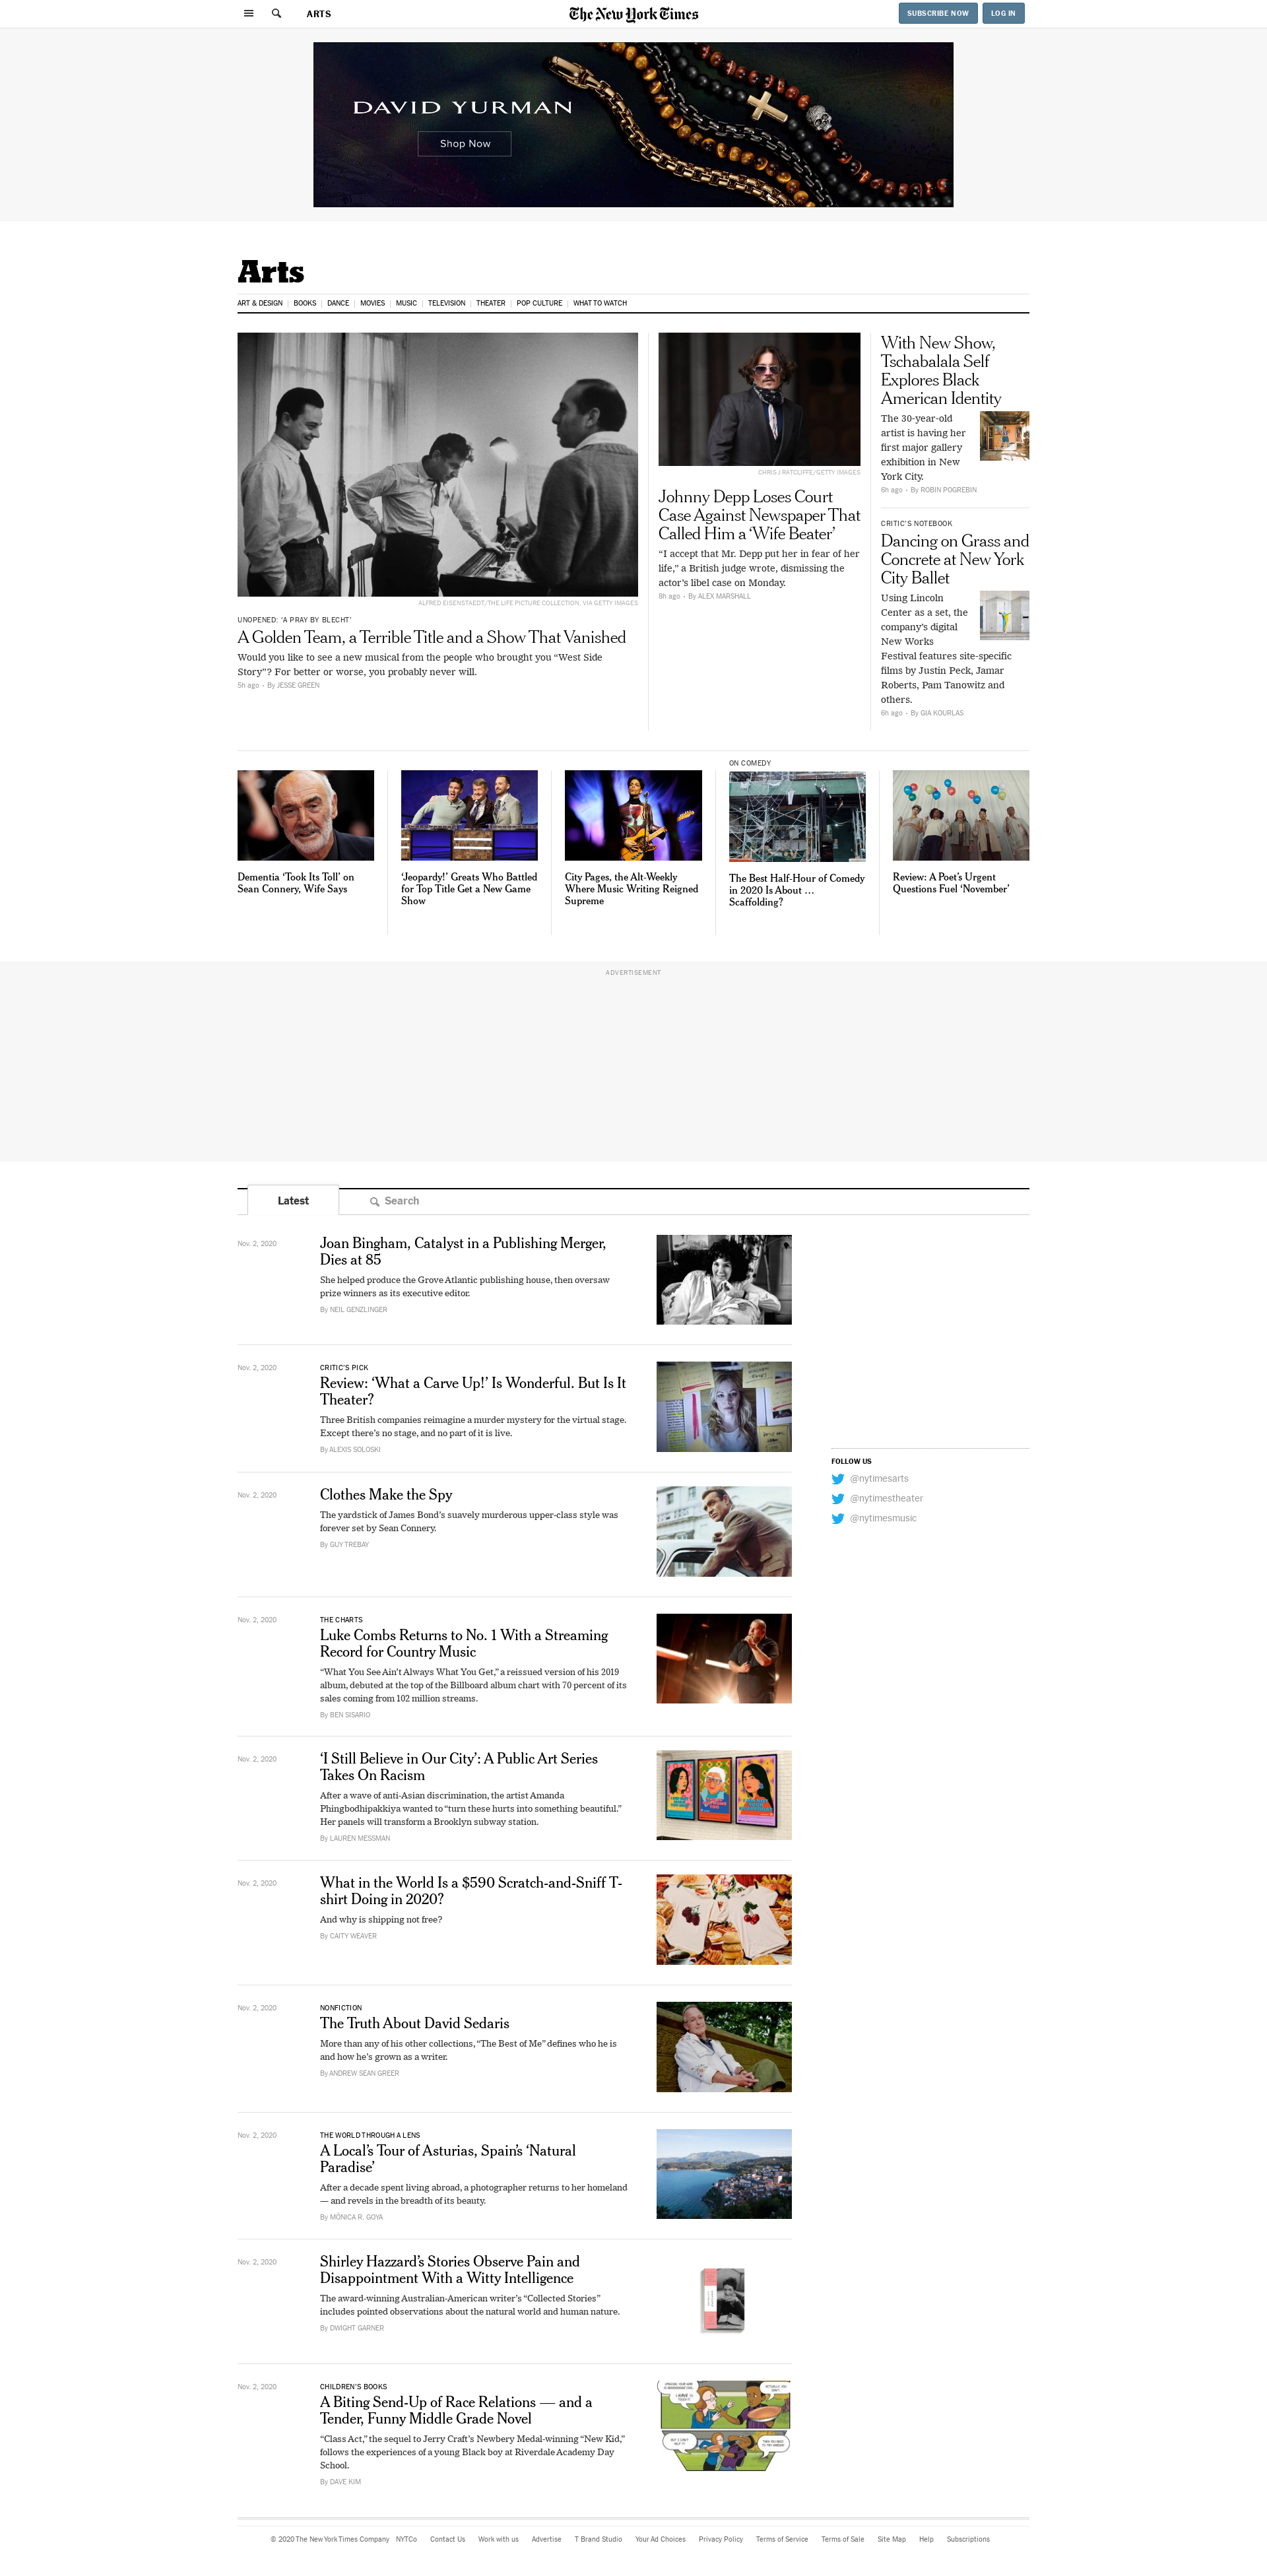 ARTS
The New York Times
SUBSCRIBE NOW
LOG IN
DAVID YURMAN
Shop Now
Arts
ART & DESIGN
BOOKS
DANCE
MOVIES
MUSIC
TELEVISION
THEATER
POP CULTURE
WHAT TO WATCH
ALFRED EISENSTAEDT/THE LIFE PICTURE COLLECTION, VIA GETTY IMAGES
UNOPENED: ‘A PRAY BY BLECHT’
A Golden Team, a Terrible Title and a Show That Vanished
Would you like to see a new musical from the people who brought you “West Side
Story”? For better or worse, you probably never will.
5h ago • By JESSE GREEN
CHRIS J RATCLIFFE/GETTY IMAGES
Johnny Depp Loses Court
Case Against Newspaper That
Called Him a ‘Wife Beater’
“I accept that Mr. Depp put her in fear of her
life,” a British judge wrote, dismissing the
actor’s libel case on Monday.
8h ago • By ALEX MARSHALL
With New Show,
Tschabalala Self
Explores Black
American Identity
The 30-year-old
artist is having her
first major gallery
exhibition in New
York City.
6h ago • By ROBIN POGREBIN
CRITIC’S NOTEBOOK
Dancing on Grass and
Concrete at New York
City Ballet
Using Lincoln
Center as a set, the
company’s digital
New Works
Festival features site-specific
films by Justin Peck, Jamar
Roberts, Pam Tanowitz and
others.
6h ago • By GIA KOURLAS
Dementia ‘Took Its Toll’ on
Sean Connery, Wife Says
‘Jeopardy!’ Greats Who Battled
for Top Title Get a New Game
Show
City Pages, the Alt-Weekly
Where Music Writing Reigned
Supreme
ON COMEDY
The Best Half-Hour of Comedy
in 2020 Is About …
Scaffolding?
Review: A Poet’s Urgent
Questions Fuel ‘November’
ADVERTISEMENT
Latest
Search
Nov. 2, 2020
Joan Bingham, Catalyst in a Publishing Merger,
Dies at 85
She helped produce the Grove Atlantic publishing house, then oversaw
prize winners as its executive editor.
By NEIL GENZLINGER
Nov. 2, 2020
CRITIC’S PICK
Review: ‘What a Carve Up!’ Is Wonderful. But Is It
Theater?
Three British companies reimagine a murder mystery for the virtual stage.
Except there’s no stage, and no part of it is live.
By ALEXIS SOLOSKI
Nov. 2, 2020
Clothes Make the Spy
The yardstick of James Bond’s suavely murderous upper-class style was
forever set by Sean Connery.
By GUY TREBAY
Nov. 2, 2020
THE CHARTS
Luke Combs Returns to No. 1 With a Streaming
Record for Country Music
“What You See Ain’t Always What You Get,” a reissued version of his 2019
album, debuted at the top of the Billboard album chart with 70 percent of its
sales coming from 102 million streams.
By BEN SISARIO
Nov. 2, 2020
‘I Still Believe in Our City’: A Public Art Series
Takes On Racism
After a wave of anti-Asian discrimination, the artist Amanda
Phingbodhipakkiya wanted to “turn these hurts into something beautiful.”
Her panels will transform a Brooklyn subway station.
By LAUREN MESSMAN
Nov. 2, 2020
What in the World Is a $590 Scratch-and-Sniff T-
shirt Doing in 2020?
And why is shipping not free?
By CAITY WEAVER
Nov. 2, 2020
NONFICTION
The Truth About David Sedaris
More than any of his other collections, “The Best of Me” defines who he is
and how he’s grown as a writer.
By ANDREW SEAN GREER
Nov. 2, 2020
THE WORLD THROUGH A LENS
A Local’s Tour of Asturias, Spain’s ‘Natural
Paradise’
After a decade spent living abroad, a photographer returns to her homeland
— and revels in the breadth of its beauty.
By MÓNICA R. GOYA
Nov. 2, 2020
Shirley Hazzard’s Stories Observe Pain and
Disappointment With a Witty Intelligence
The award-winning Australian-American writer’s “Collected Stories”
includes pointed observations about the natural world and human nature.
By DWIGHT GARNER
Nov. 2, 2020
CHILDREN’S BOOKS
A Biting Send-Up of Race Relations — and a
Tender, Funny Middle Grade Novel
“Class Act,” the sequel to Jerry Craft’s Newbery Medal-winning “New Kid,”
follows the experiences of a young Black boy at Riverdale Academy Day
School.
By DAVE KIM
FOLLOW US
@nytimesarts
@nytimestheater
@nytimesmusic
© 2020 The New York Times Company
NYTCo
Contact Us
Work with us
Advertise
T Brand Studio
Your Ad Choices
Privacy Policy
Terms of Service
Terms of Sale
Site Map
Help
Subscriptions